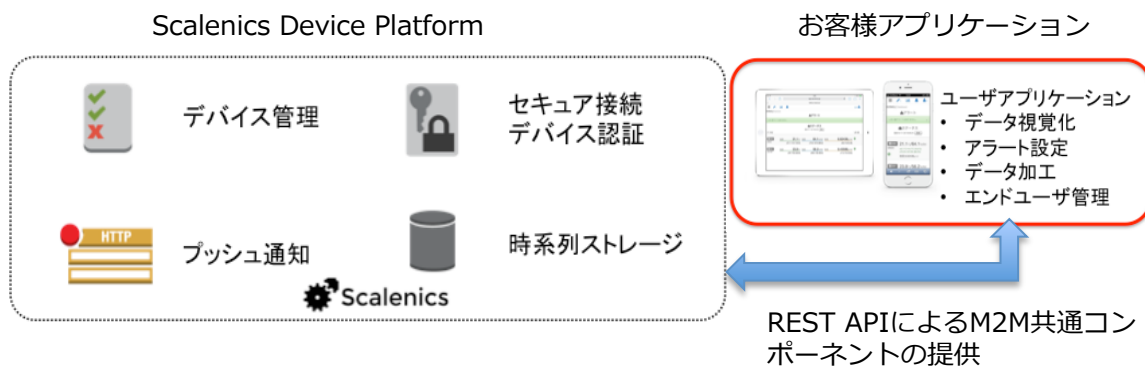 Scalenics Device Platform
お客様アプリケーション
デバイス管理
セキュア接続
デバイス認証
HTTP
プッシュ通知
時系列ストレージ
Scalenics
ユーザアプリケーション
• データ視覚化
• アラート設定
• データ加工
• エンドユーザ管理
REST APIによるM2M共通コン
ポーネントの提供